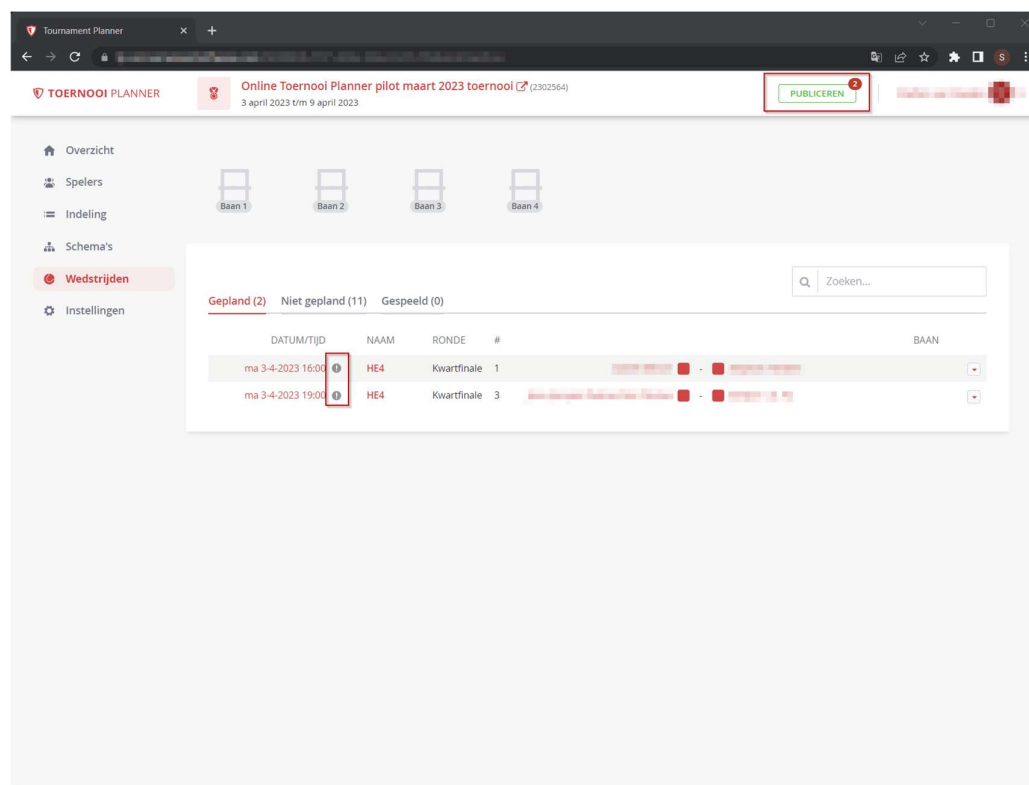 Tournament Planner
S
TOERNOOI PLANNER
Online Toernooi Planner pilot maart 2023 toernooi (2302564)
3 april 2023 t/m 9 april 2023
PUBLICEREN 2
Overzicht
Spelers
Indeling
Schema's
Wedstrijden
Instellingen
Baan 1 Baan 2 Baan 3 Baan 4
Zoeken...
Gepland (2) Niet gepland (11) Gespeeld (0)
DATUM/TIJD NAAM RONDE # BAAN
ma 3-4-2023 16:00 HE4 Kwartfinale 1 -
ma 3-4-2023 19:00 HE4 Kwartfinale 3 -